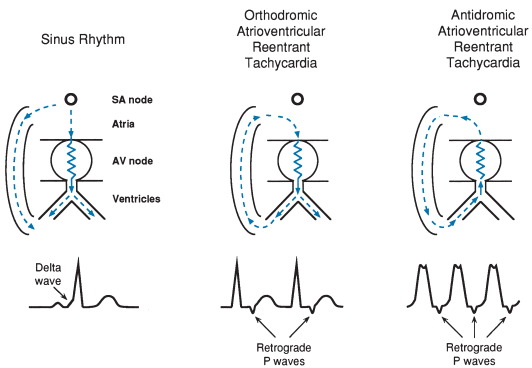 Sinus Rhythm
Orthodromic
Atrioventricular
Reentrant
Tachycardia
Antidromic
Atrioventricular
Reentrant
Tachycardia
SA node
Atria
AV node
Ventricles
Delta
wave
Retrograde
P waves
Retrograde
P waves